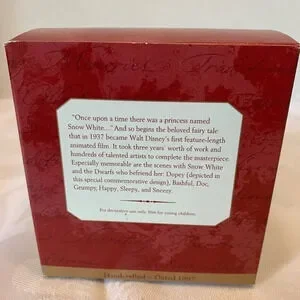 "Once upon a time there was a princess named
Snow White..." And so begins the beloved fairy tale
that in 1937 became Walt Disney's first feature-length
animated film. It took three years' worth of work and
hundreds of talented artists to complete the masterpiece.
Especially memorable are the scenes with Snow White
and the Dwarfs who befriend her: Dopey (depicted in
this special commemorative design), Bashful, Doc,
Grumpy, Happy, Sleepy, and Sneezy.
For decorative use only. Not for young children.
Handcrafted Dated 1997